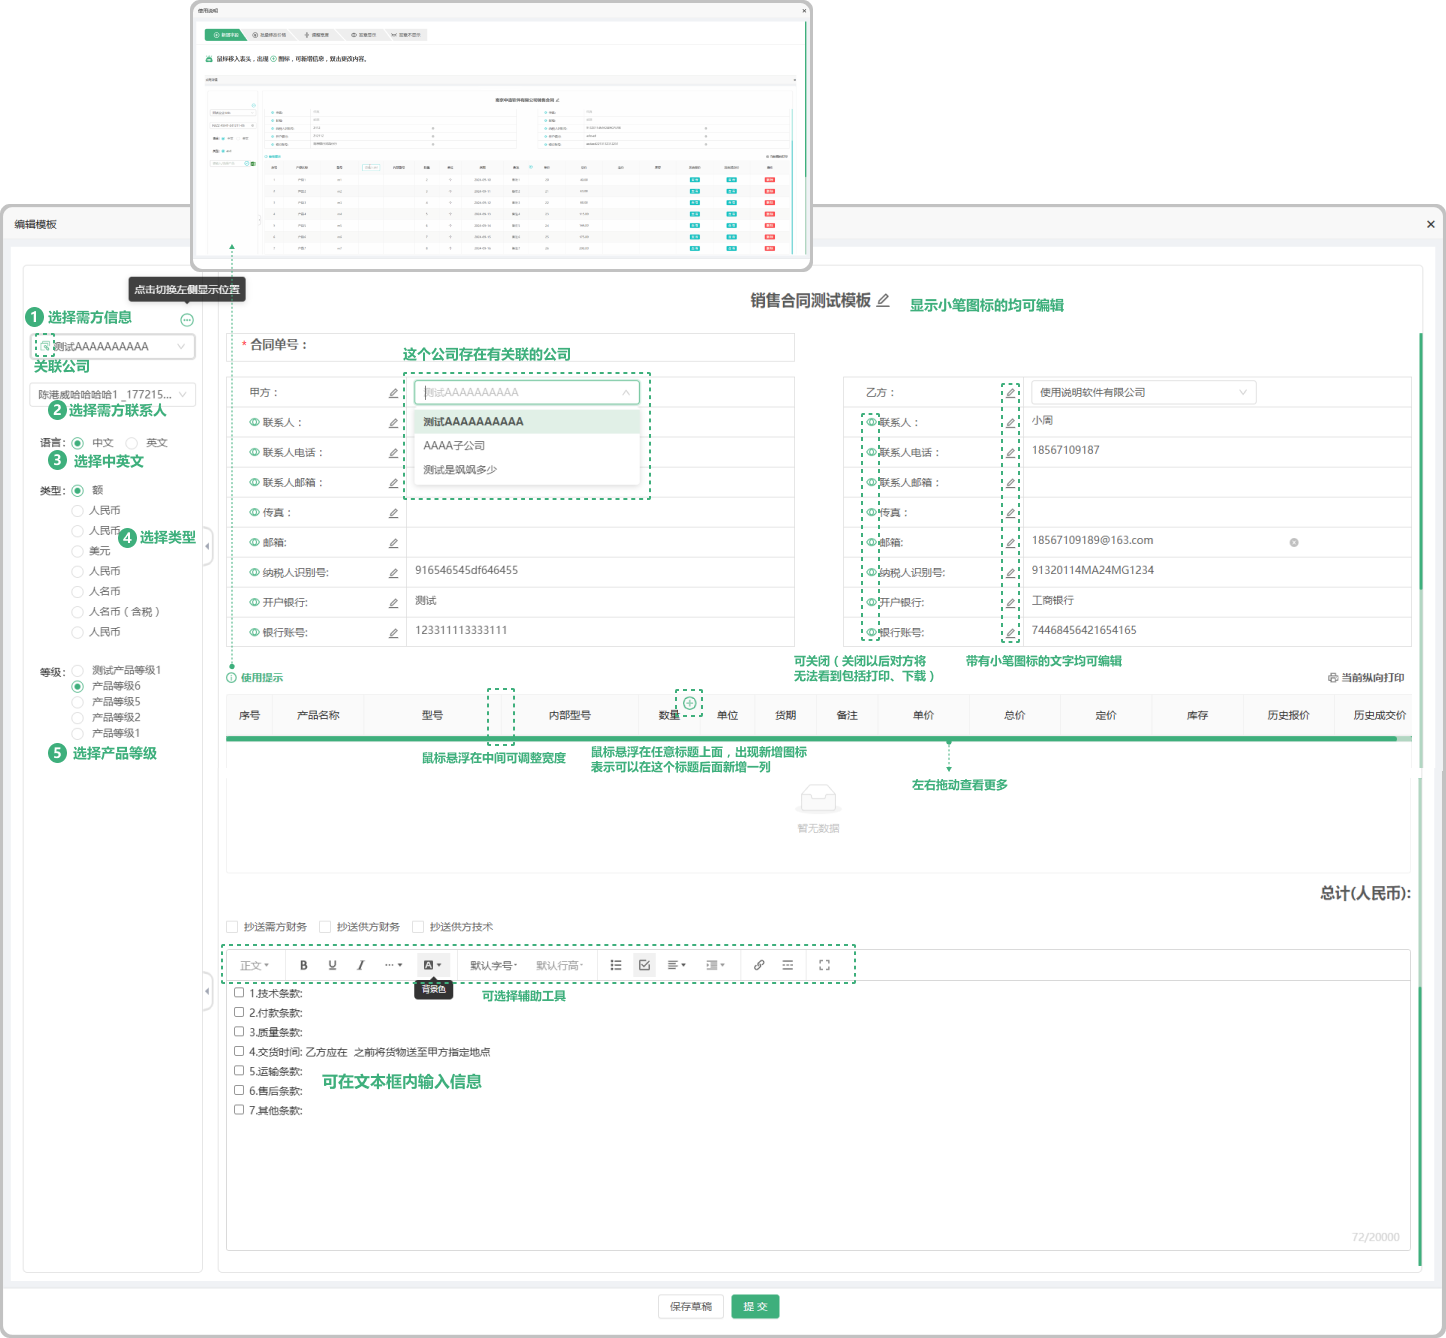 使用说明
鼠标移入表头，出现 图标，可新增信息，双击更改内容。
编辑模板
点击切换左侧显示位置
1 选择需方信息
测试AAAAAAAAAA
关联公司
陈港威哈哈哈哈1 _177215...
2 选择需方联系人
语言: 中文 英文
3 选择中英文
类型: 额
人民币
人民币
4 选择类型
美元
人民币
人名币
人名币（含税）
人民币
等级: 测试产品等级1
产品等级6
产品等级5
产品等级2
产品等级1
5 选择产品等级
销售合同测试模板
显示小笔图标的均可编辑
* 合同单号：
这个公司存在有关联的公司
甲方：
测试AAAAAAAAAA
测试AAAAAAAAAA
AAAA子公司
测试是飒飒多少
联系人：
联系人电话：
联系人邮箱：
传真：
邮箱:
纳税人识别号: 916546545df646455
开户银行: 测试
银行账号: 123311113333111
乙方： 使用说明软件有限公司
联系人： 小周
联系人电话： 18567109187
联系人邮箱：
传真：
邮箱: 18567109189@163.com
纳税人识别号: 91320114MA24MG1234
开户银行: 工商银行
银行账号: 74468456421654165
可关闭（关闭以后对方将
无法看到包括打印、下载）
带有小笔图标的文字均可编辑
使用提示
当前纵向打印
序号 产品名称 型号 内部型号 数量 单位 货期 备注 单价 总价 定价 库存 历史报价 历史成交价
鼠标悬浮在中间可调整宽度
鼠标悬浮在任意标题上面，出现新增图标
表示可以在这个标题后面新增一列
左右拖动查看更多
暂无数据
总计(人民币):
抄送需方财务 抄送供方财务 抄送供方技术
正文 B U I ··· A 默认字号 默认行高
背景色
可选择辅助工具
1.技术条款:
2.付款条款:
3.质量条款:
4.交货时间: 乙方应在 之前将货物送至甲方指定地点
5.运输条款:
6.售后条款:
7.其他条款:
可在文本框内输入信息
72/20000
保存草稿 提 交